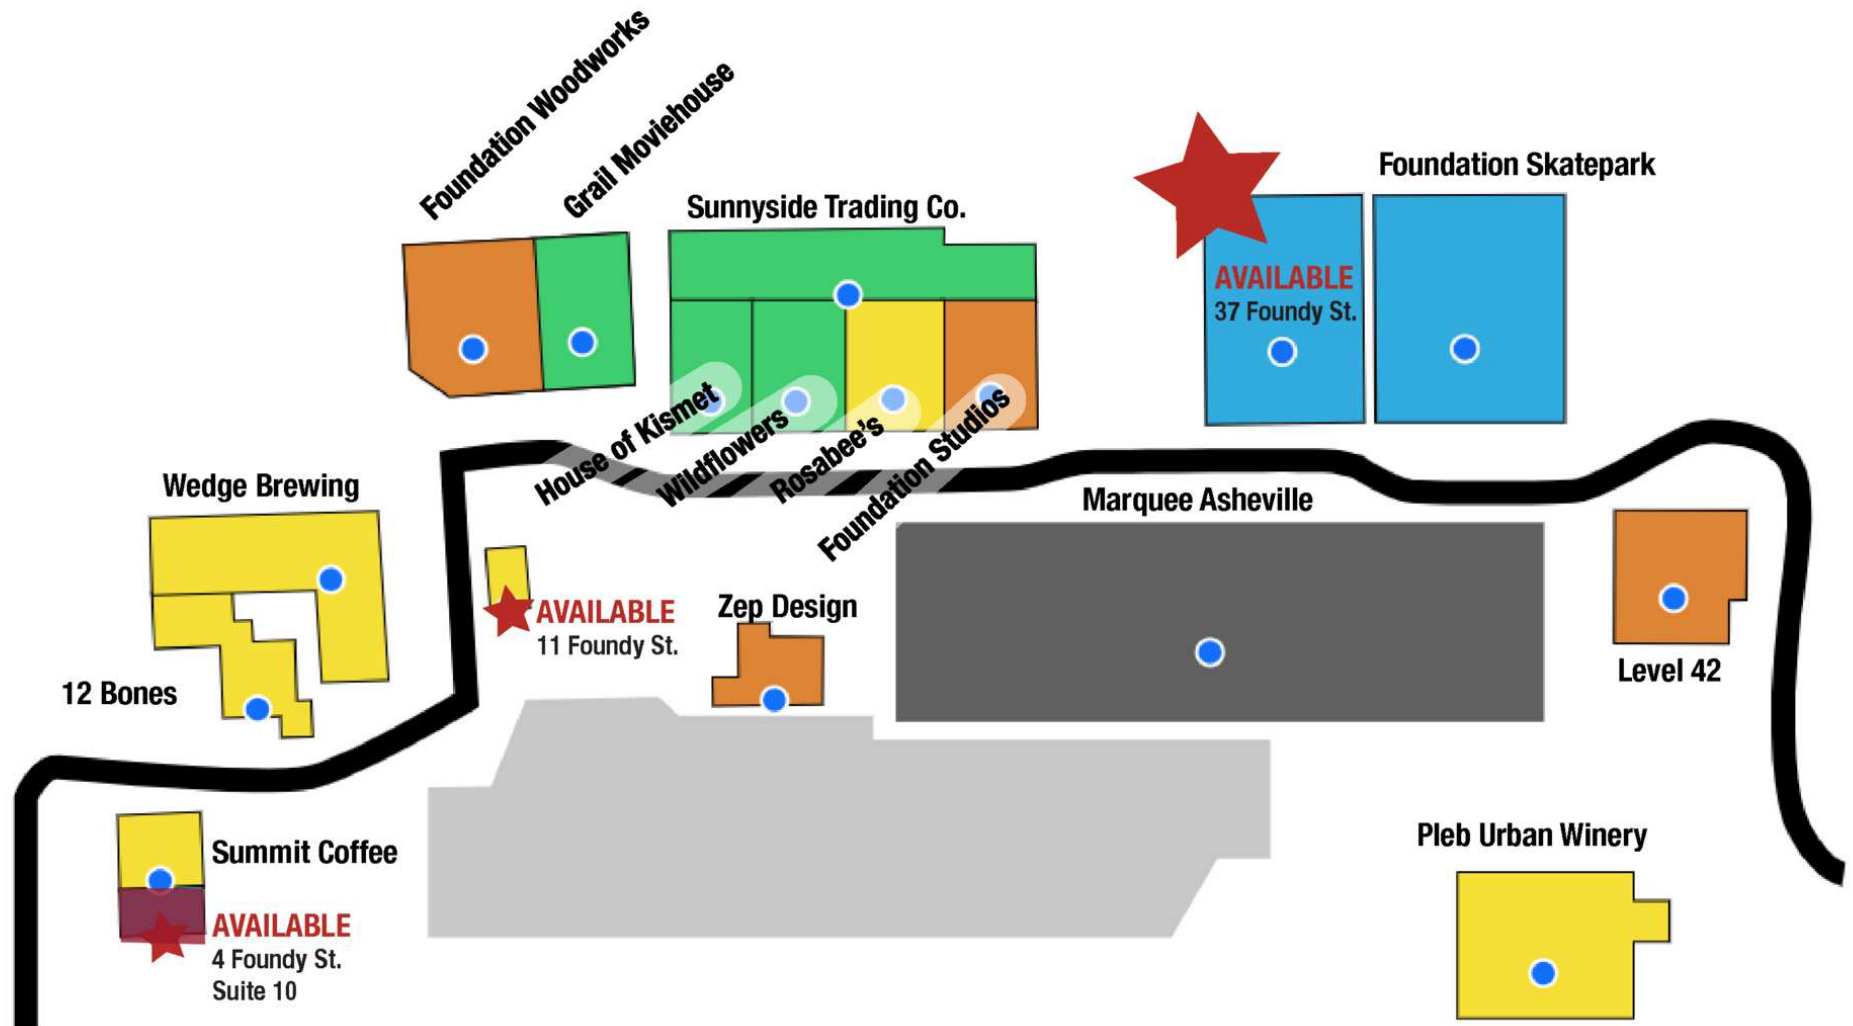 Foundation Woodworks
Grail Moviehouse
Sunnyside Trading Co.
Foundation Skatepark
AVAILABLE
37 Foundy St.
House of Kismet
Wildflowers
Rosabee's
Foundation Studios
Wedge Brewing
Marquee Asheville
AVAILABLE
11 Foundy St.
Zep Design
12 Bones
Level 42
Summit Coffee
Pleb Urban Winery
AVAILABLE
4 Foundy St.
Suite 10